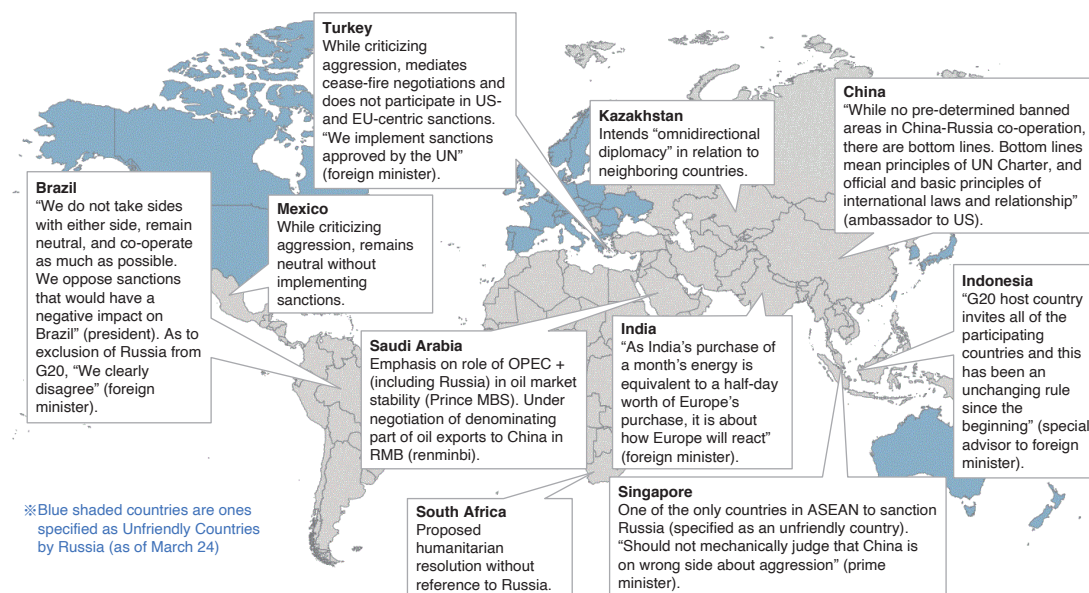 Turkey
While criticizing
aggression, mediates
cease-fire negotiations and
does not participate in US-
and EU-centric sanctions.
“We implement sanctions
approved by the UN”
(foreign minister).
Kazakhstan
Intends “omnidirectional
diplomacy” in relation to
neighboring countries.
China
“While no pre-determined banned
areas in China-Russia co-operation,
there are bottom lines. Bottom lines
mean principles of UN Charter, and
official and basic principles of
international laws and relationship”
(ambassador to US).
Brazil
“We do not take sides
with either side, remain
neutral, and co-operate
as much as possible.
We oppose sanctions
that would have a
negative impact on
Brazil” (president). As to
exclusion of Russia from
G20, “We clearly
disagree” (foreign
minister).
Mexico
While criticizing
aggression, remains
neutral without
implementing
sanctions.
Saudi Arabia
Emphasis on role of OPEC +
(including Russia) in oil market
stability (Prince MBS). Under
negotiation of denominating
part of oil exports to China in
RMB (renminbi).
India
“As India’s purchase of
a month’s energy is
equivalent to a half-day
worth of Europe’s
purchase, it is about
how Europe will react”
(foreign minister).
Indonesia
“G20 host country
invites all of the
participating
countries and this
has been an
unchanging rule
since the
beginning” (special
advisor to foreign
minister).
South Africa
Proposed
humanitarian
resolution without
reference to Russia.
Singapore
One of the only countries in ASEAN to sanction
Russia (specified as an unfriendly country).
“Should not mechanically judge that China is
on wrong side about aggression” (prime
minister).
※Blue shaded countries are ones
specified as Unfriendly Countries
by Russia (as of March 24)